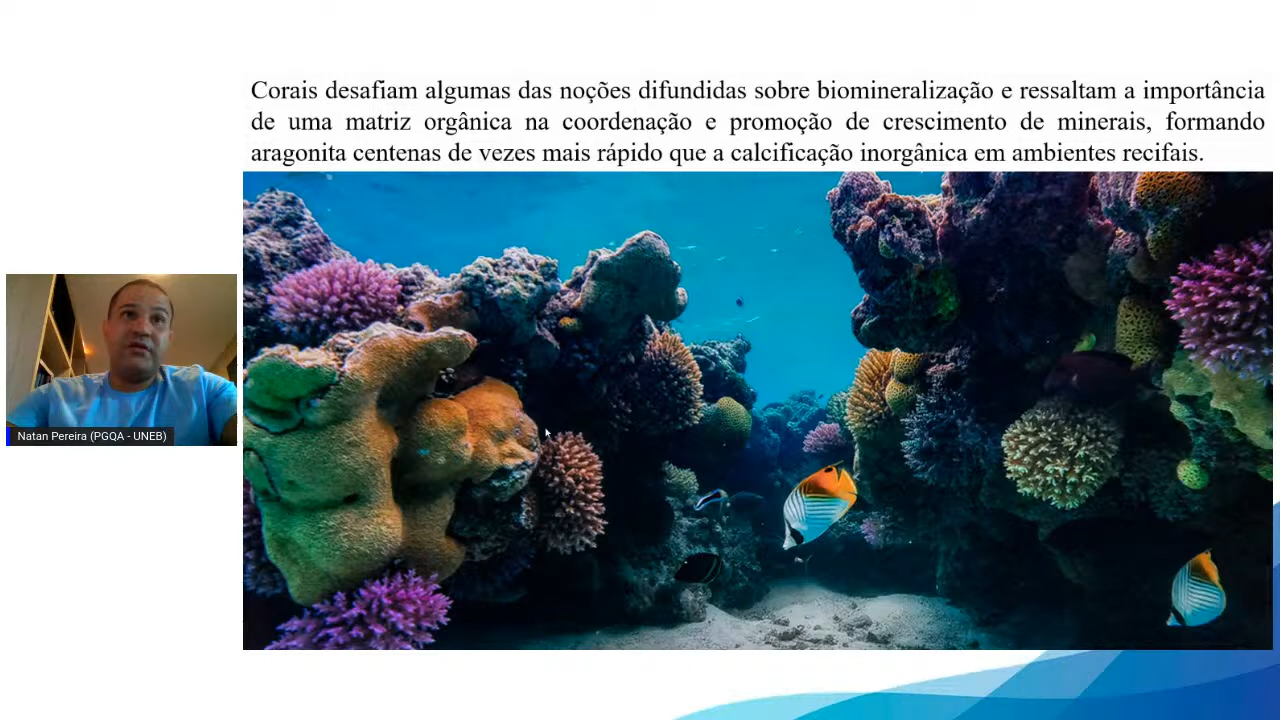 Corais desafiam algumas das noções difundidas sobre biomineralização e ressaltam a importância
de uma matriz orgânica na coordenação e promoção de crescimento de minerais, formando
aragonita centenas de vezes mais rápido que a calcificação inorgânica em ambientes recifais.
Natan Pereira (PGQA - UNEB)